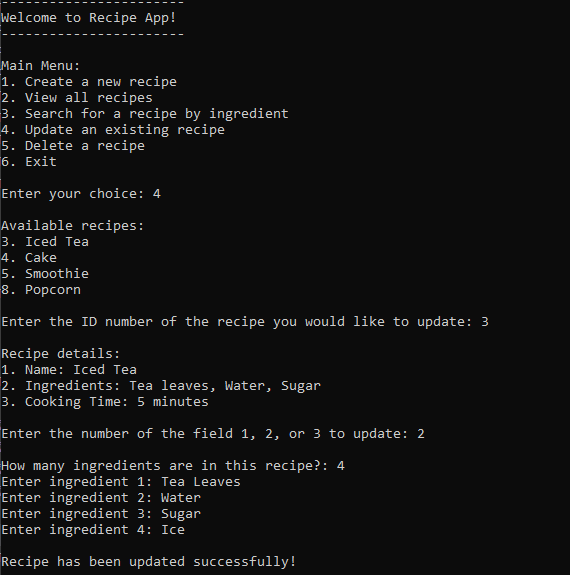 -----------------------
Welcome to Recipe App!
-----------------------
Main Menu:
1. Create a new recipe
2. View all recipes
3. Search for a recipe by ingredient
4. Update an existing recipe
5. Delete a recipe
6. Exit
Enter your choice: 4
Available recipes:
3. Iced Tea
4. Cake
5. Smoothie
8. Popcorn
Enter the ID number of the recipe you would like to update: 3
Recipe details:
1. Name: Iced Tea
2. Ingredients: Tea leaves, Water, Sugar
3. Cooking Time: 5 minutes
Enter the number of the field 1, 2, or 3 to update: 2
How many ingredients are in this recipe?: 4
Enter ingredient 1: Tea Leaves
Enter ingredient 2: Water
Enter ingredient 3: Sugar
Enter ingredient 4: Ice
Recipe has been updated successfully!